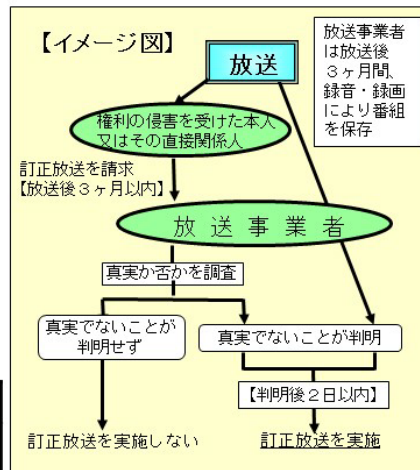 【イメージ図】
放送
放送事業者
は放送後
３ヶ月間、
録音・録画
により番組
を保存
権利の侵害を受けた本人
又はその直接関係人
訂正放送を請求
【放送後３ヶ月以内】
放送事業者
真実か否かを調査
真実でないことが
判明せず
真実でないことが判明
【判明後２日以内】
訂正放送を実施しない
訂正放送を実施